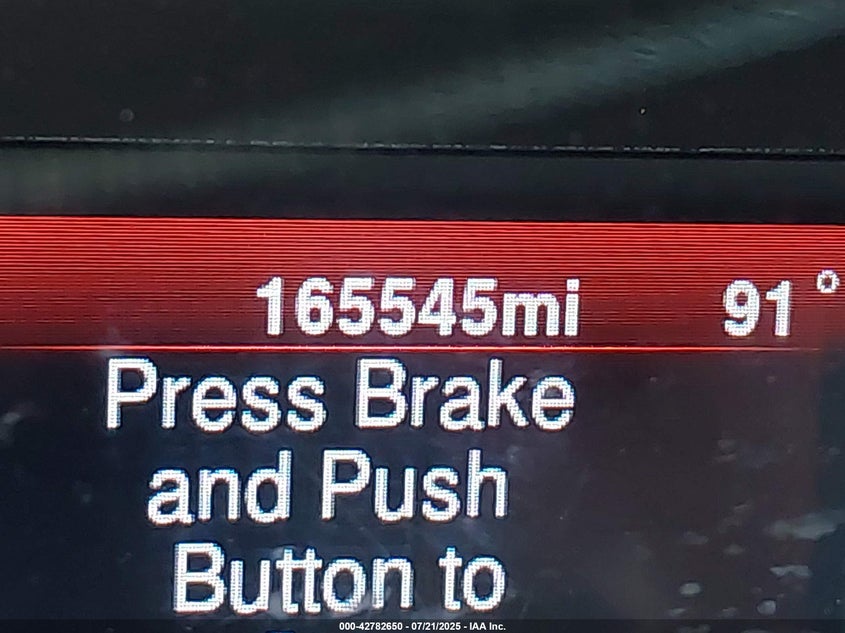 165545mi 91°
Press Brake
and Push
Button to
000-42782650 - 07/21/2025 - IAA Inc.